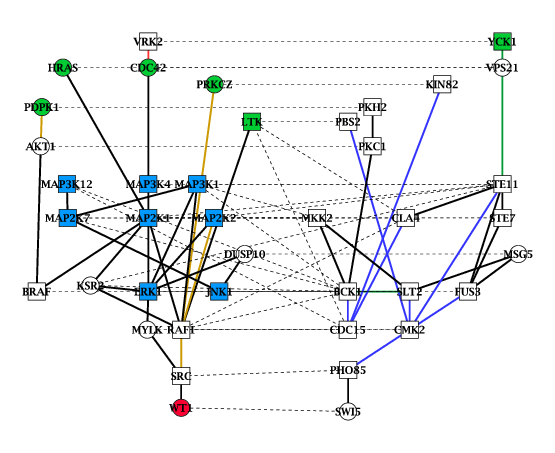 VRK2 YCK1
HRAS CDC42 VPS21
PRKCZ KIN82
PDPK1 PKH2
LTK PBS2
AKT1 PKC1
MAP3K12 MAP3K4 MAP3K1 STE11
MAP2K7 MAP2K2 MKK2 CLA4 STE7
DUSP10 MSG5
BRAF KSR2 ERK1 JNK1 BCK1 SLT2 FUS3
MYLK RAF1 CDC15 CMK2
SRC PHO85
WT1 SWI5